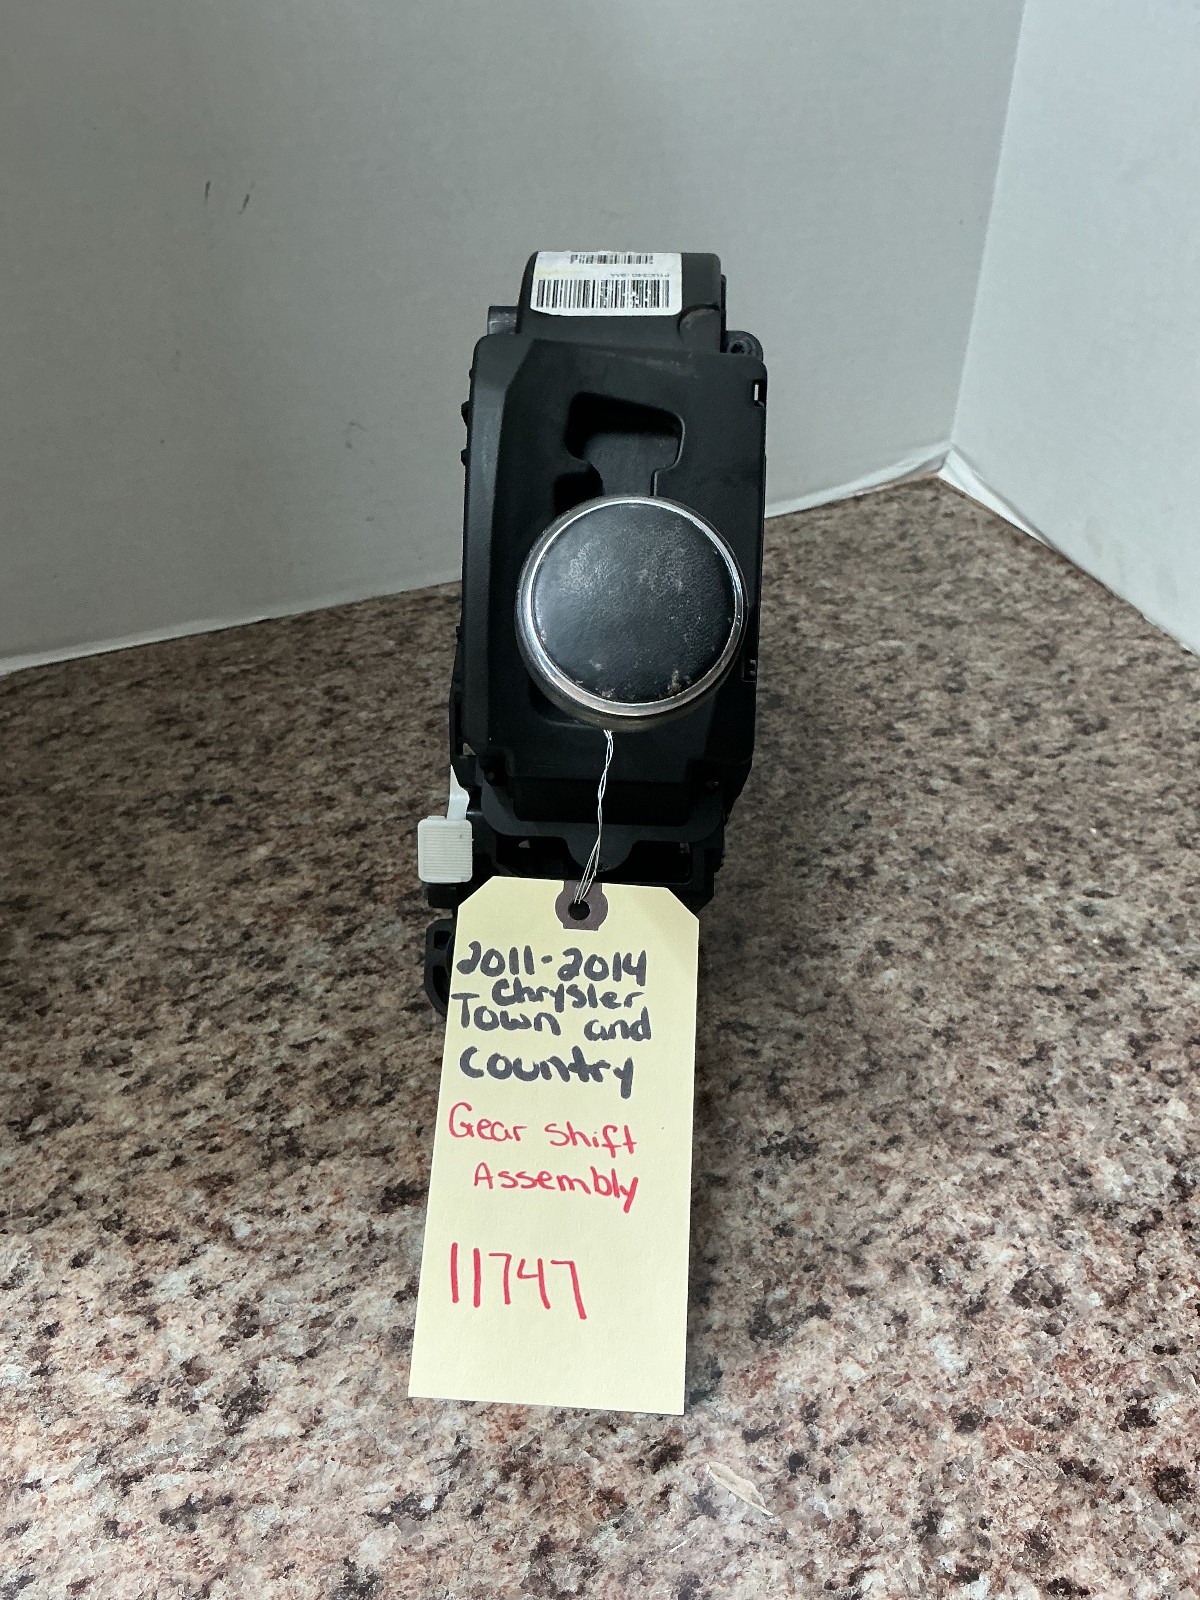 2011-2014
Chrysler
Town and
Country
Gear Shift
Assembly
11747